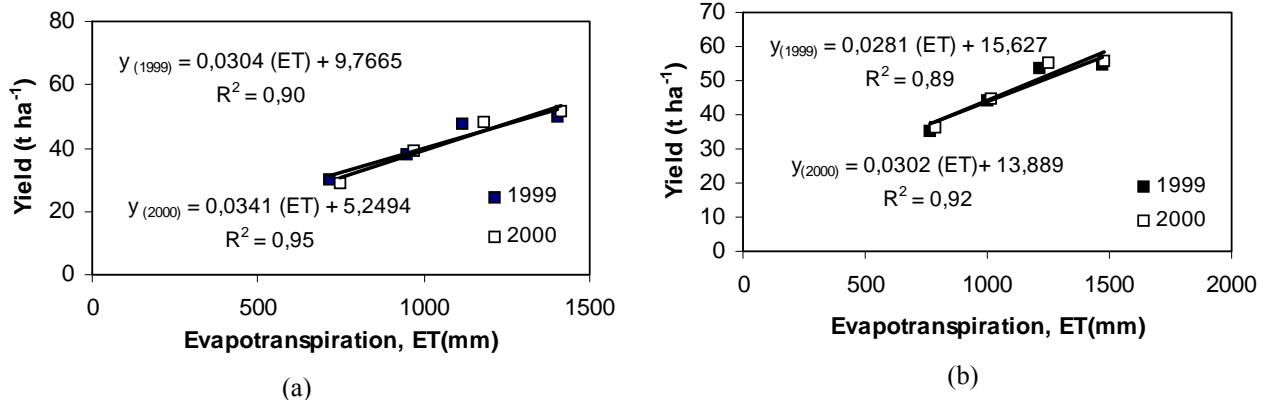 80
60
40
20
0
Yield (t ha-1)
y (1999) = 0,0304 (ET) + 9,7665
R2 = 0,90
y (2000) = 0,0341 (ET) + 5,2494
R2 = 0,95
1999
2000
0 500 1000 1500
Evapotranspiration, ET(mm)
(a)
70
60
50
40
30
20
10
0
Yield (t ha-1)
y(1999) = 0,0281 (ET) + 15,627
R2 = 0,89
y(2000) = 0,0302 (ET)+ 13,889
R2 = 0,92
1999
2000
0 500 1000 1500 2000
Evapotranspiration, ET(mm)
(b)